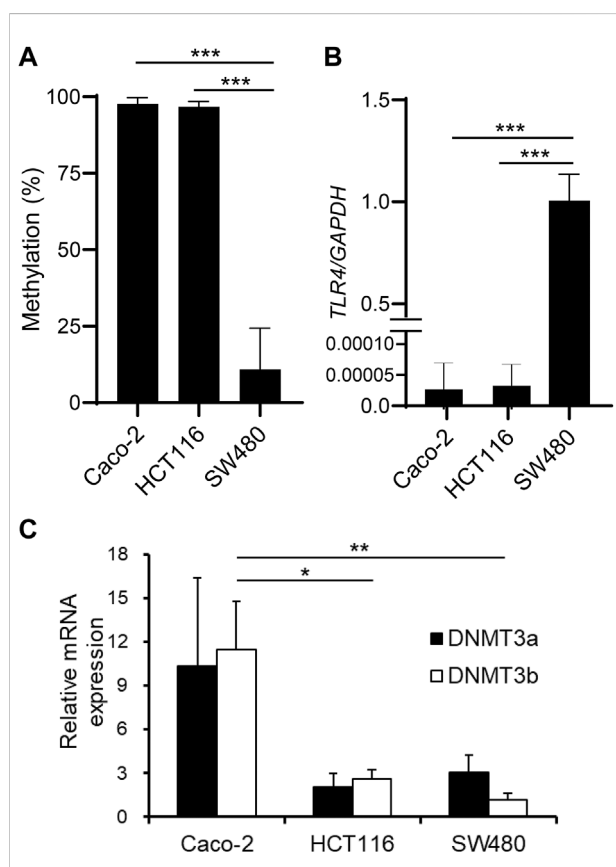 A
***
***
100
75
50
25
0
Methylation (%)
Caco-2
HCT116
SW480
B
***
***
1.5
1.0
0.5
0.00010
0.00005
0.0
TLR4/GAPDH
Caco-2
HCT116
SW480
C
**
*
18
15
12
9
6
3
0
Relative mRNA
expression
DNMT3a
DNMT3b
Caco-2
HCT116
SW480